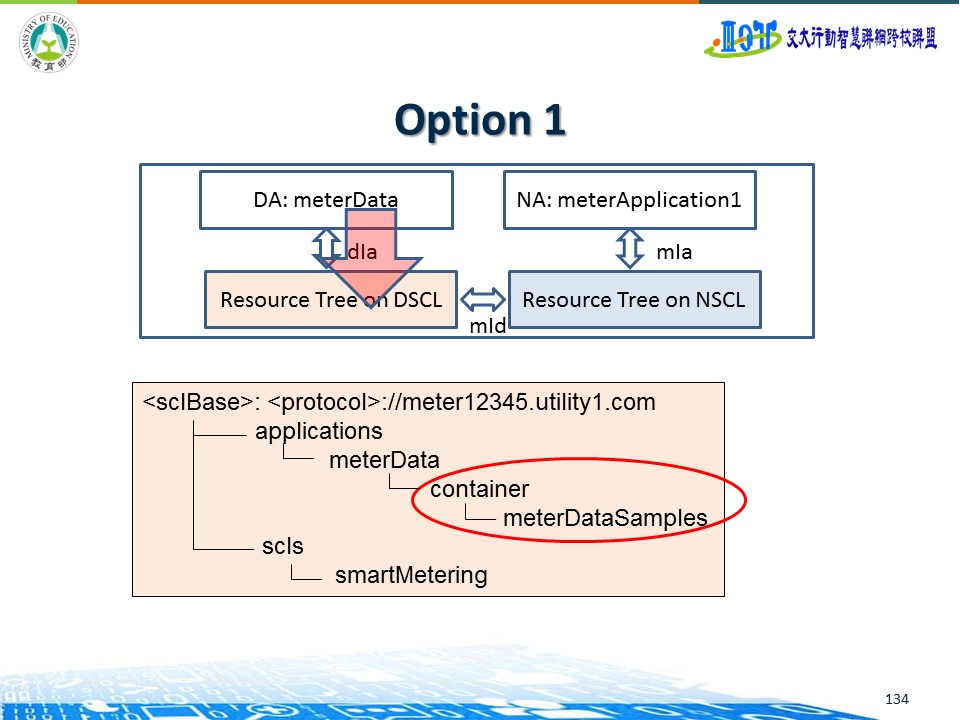 MINISTRY OF EDUCATION
教育部
交大行動智慧聯網跨校聯盟
Option 1
DA: meterData
NA: meterApplication1
dIa
mIa
Resource Tree on DSCL
Resource Tree on NSCL
mId
<sclBase>: <protocol>://meter12345.utility1.com
applications
meterData
container
meterDataSamples
scls
smartMetering
134